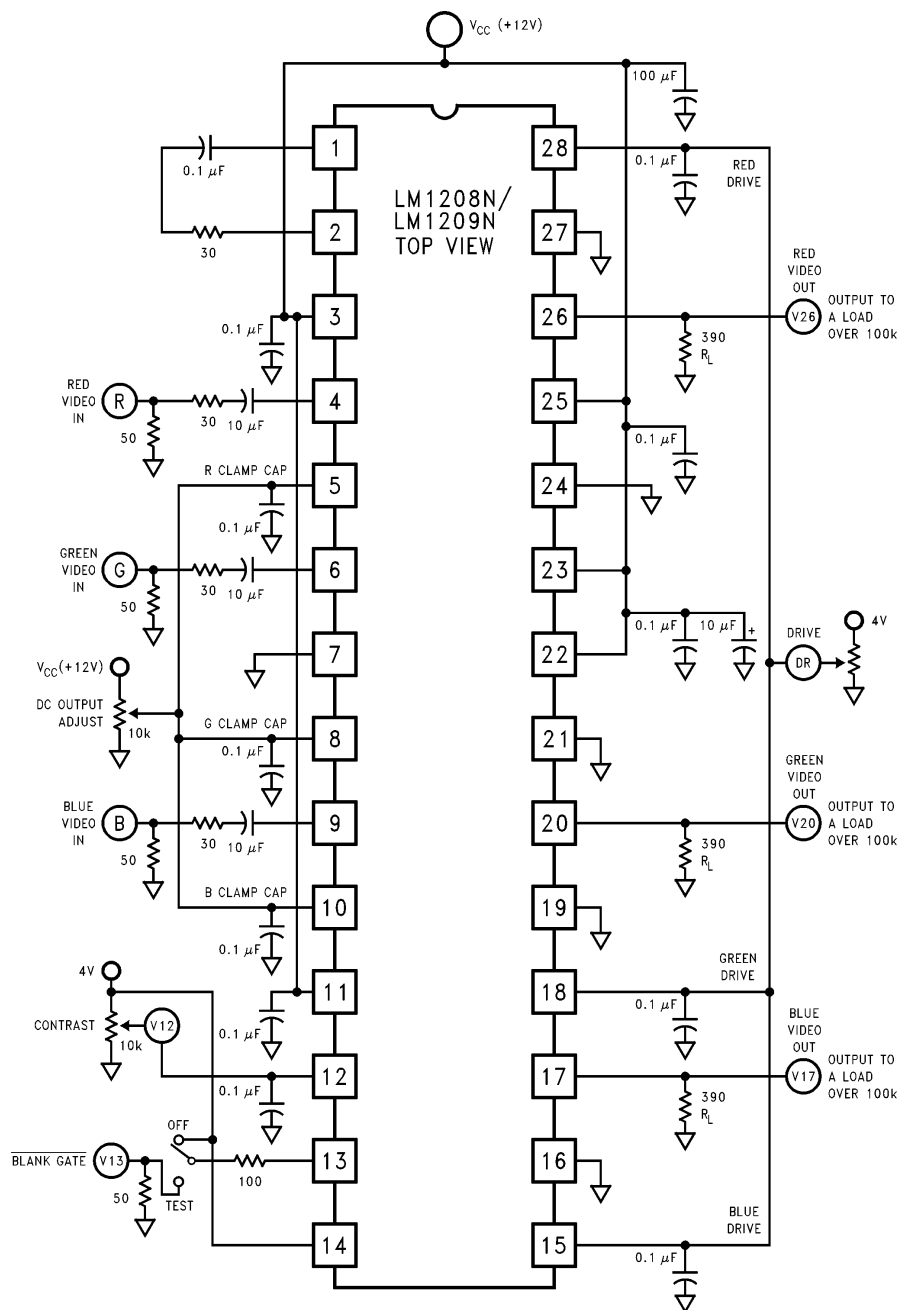 V_CC (+12V)
100 µF
0.1 µF
1
28
0.1 µF
RED
DRIVE
LM1208N/
LM1209N
TOP VIEW
30
2
27
RED
VIDEO
OUT
0.1 µF
3
26
V26
OUTPUT TO
A LOAD
OVER 100k
390
R_L
RED
VIDEO
IN
R
50
30
10 µF
4
25
0.1 µF
R CLAMP CAP
0.1 µF
5
24
GREEN
VIDEO
IN
G
50
30
10 µF
6
23
0.1 µF
10 µF
+
7
22
DRIVE
DR
4V
V_CC (+12V)
DC OUTPUT
ADJUST
10k
G CLAMP CAP
0.1 µF
8
21
GREEN
VIDEO
OUT
BLUE
VIDEO
IN
B
50
30
10 µF
9
20
V20
OUTPUT TO
A LOAD
OVER 100k
390
R_L
B CLAMP CAP
0.1 µF
10
19
4V
0.1 µF
11
18
GREEN
DRIVE
0.1 µF
CONTRAST
10k
V12
BLUE
VIDEO
OUT
0.1 µF
12
17
V17
OUTPUT TO
A LOAD
OVER 100k
390
R_L
OFF
BLANK GATE
V13
50
TEST
100
13
16
14
15
BLUE
DRIVE
0.1 µF